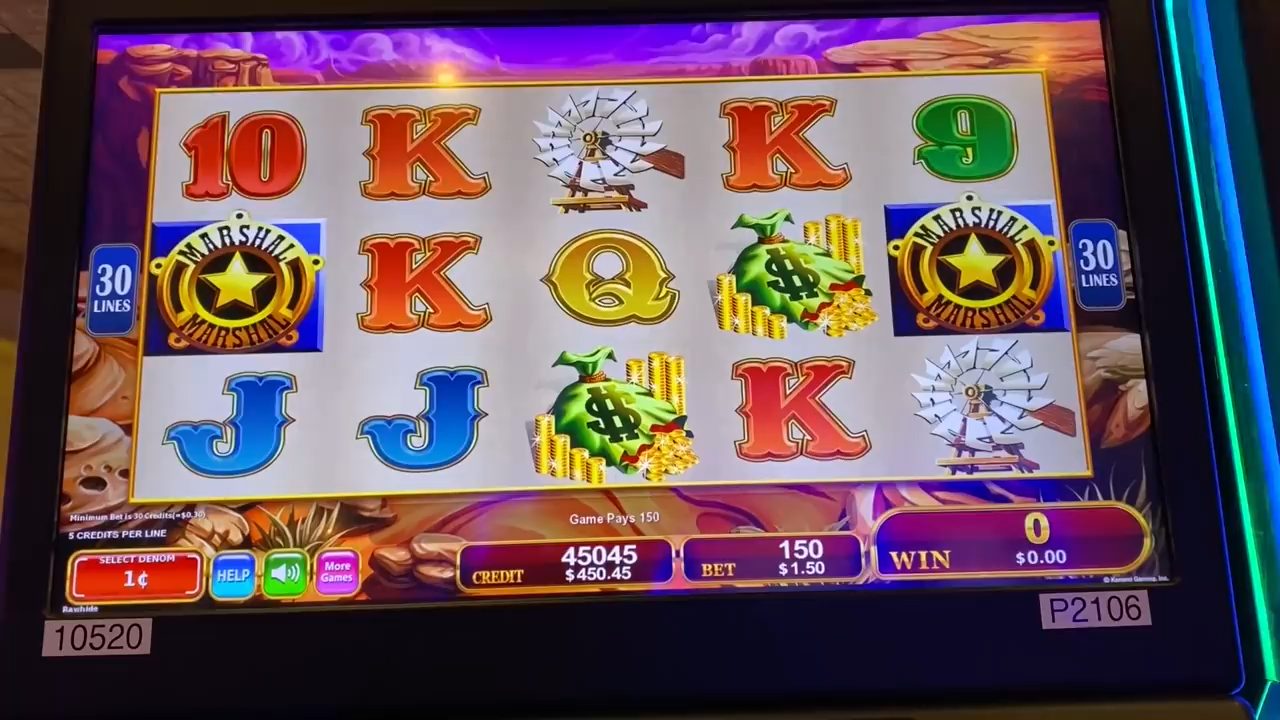 10 K K 9
MARSHAL MARSHAL
30 LINES K Q $ 30 LINES
MARSHAL MARSHAL
J J $ K
Minimum Bet is 30 Credits(=$0.30)
5 CREDITS PER LINE
Game Pays 150
SELECT DENOM
1¢
HELP
More
Games
45045
CREDIT $450.45
150
BET $1.50
0
WIN $0.00
© Konami Gaming, Inc.
Rawhide
10520
P2106